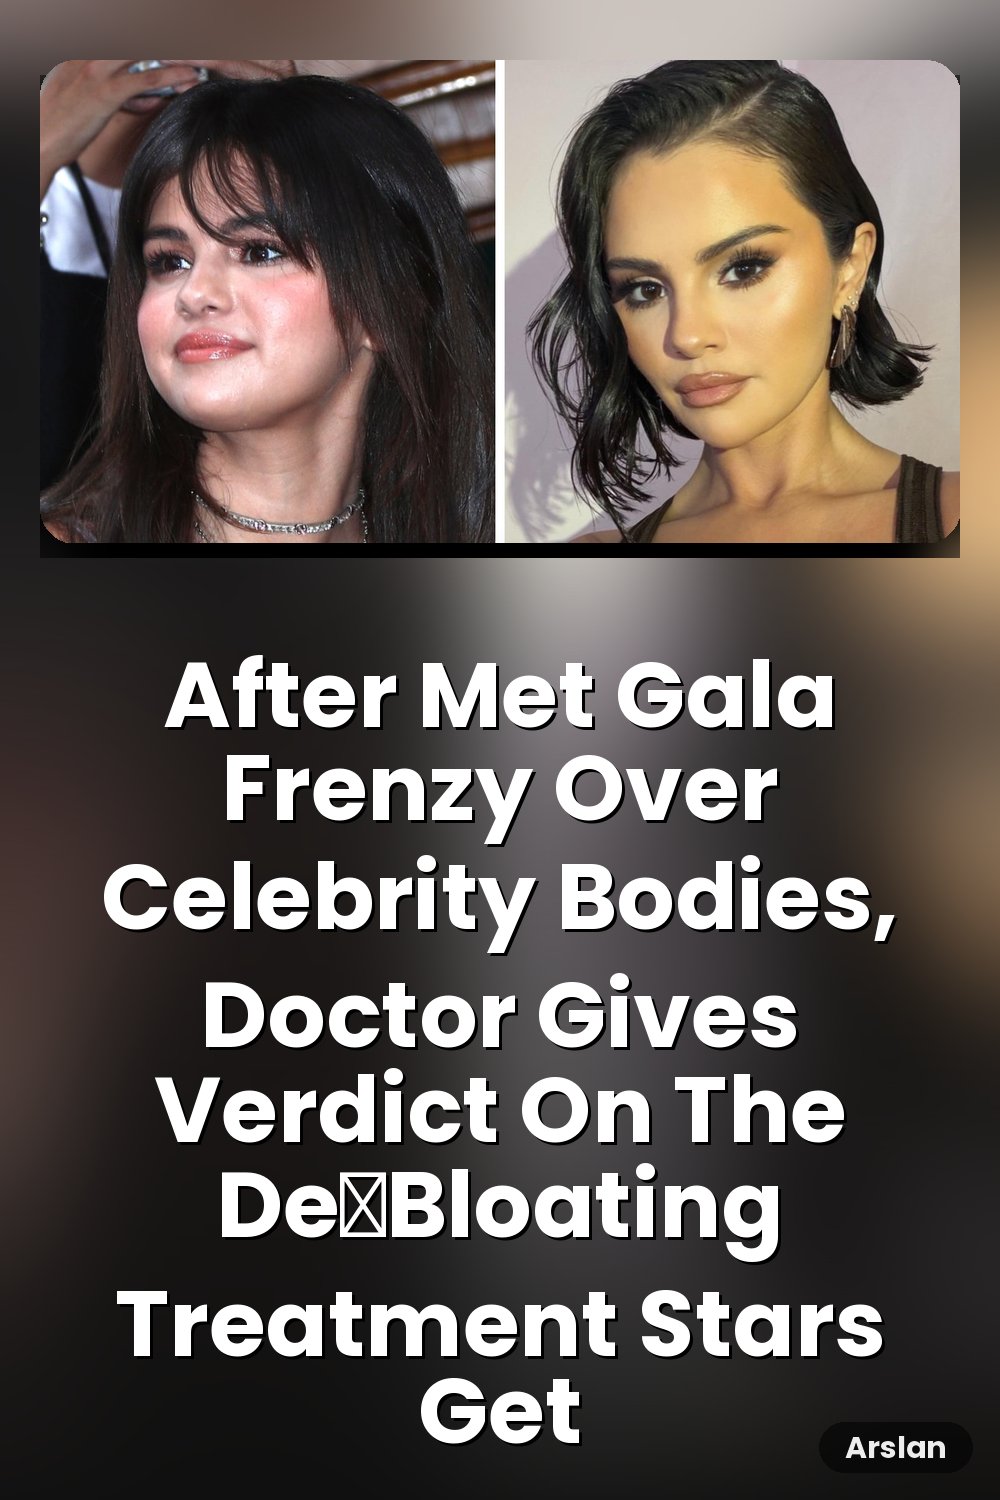 After Met Gala
Frenzy Over
Celebrity Bodies,
Doctor Gives
Verdict On The
De☒Bloating
Treatment Stars
Get
Arslan